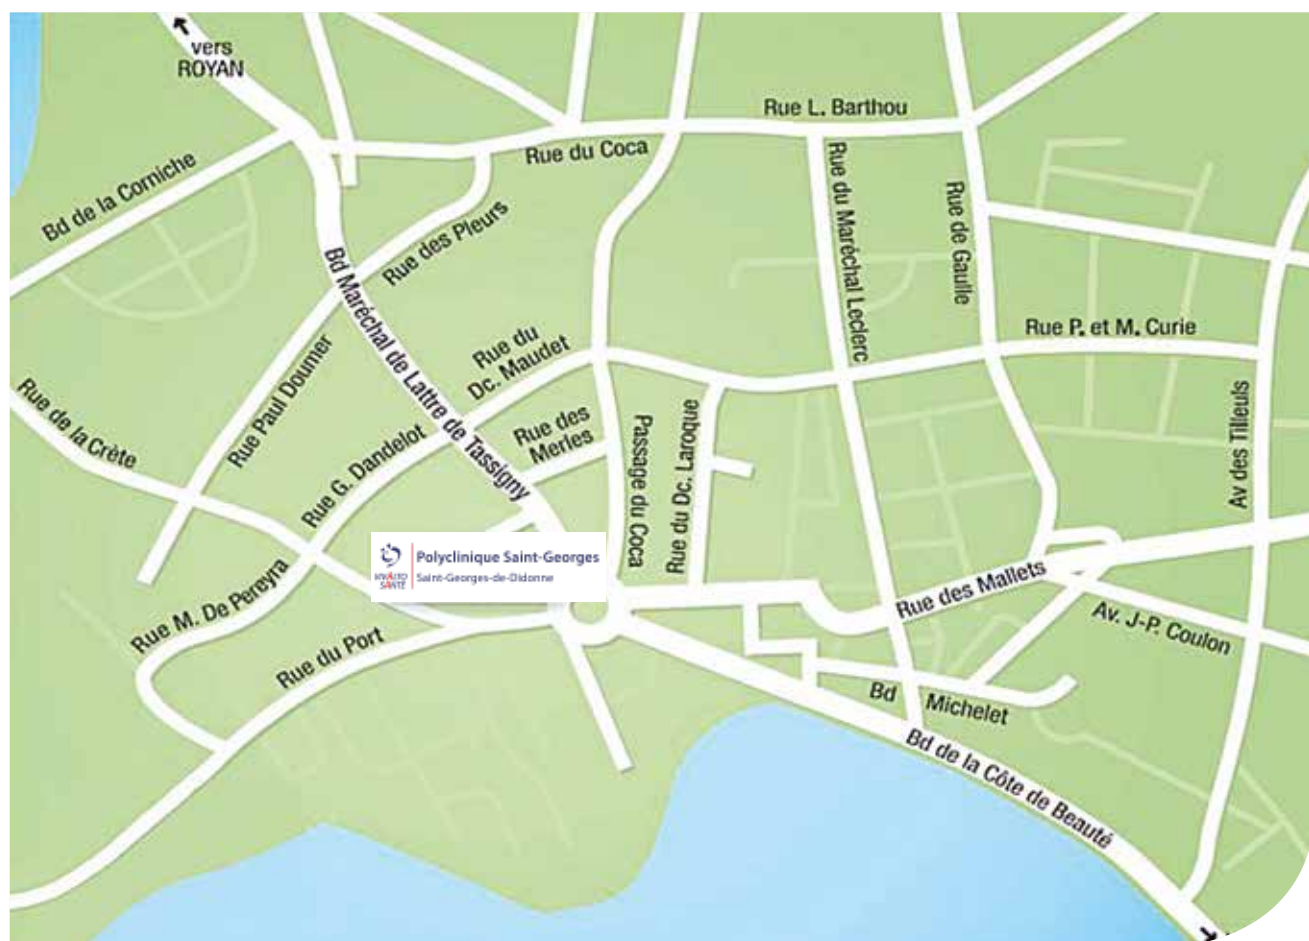 vers
ROYAN
Rue L. Barthou
Rue du Coca
Bd de la Corniche
Rue du Maréchal Leclerc
Rue de Gaulle
Rue des Pleurs
Bd Maréchal de Lattre de Tassigny
Rue P. et M. Curie
Rue du
Dc. Maudet
Rue Paul Doumer
Rue de la Crète
Rue des
Merles
Rue G. Dandelot
Passage du Coca
Rue du Dc. Laroque
Av des Tilleuls
Polyclinique Saint-Georges
VIVALTO
SANTÉ
Saint-Georges-de-Didonne
Rue des Mallets
Rue M. De Pereyra
Av. J-P. Coulon
Rue du Port
Bd
Michelet
Bd de la Côte de Beauté